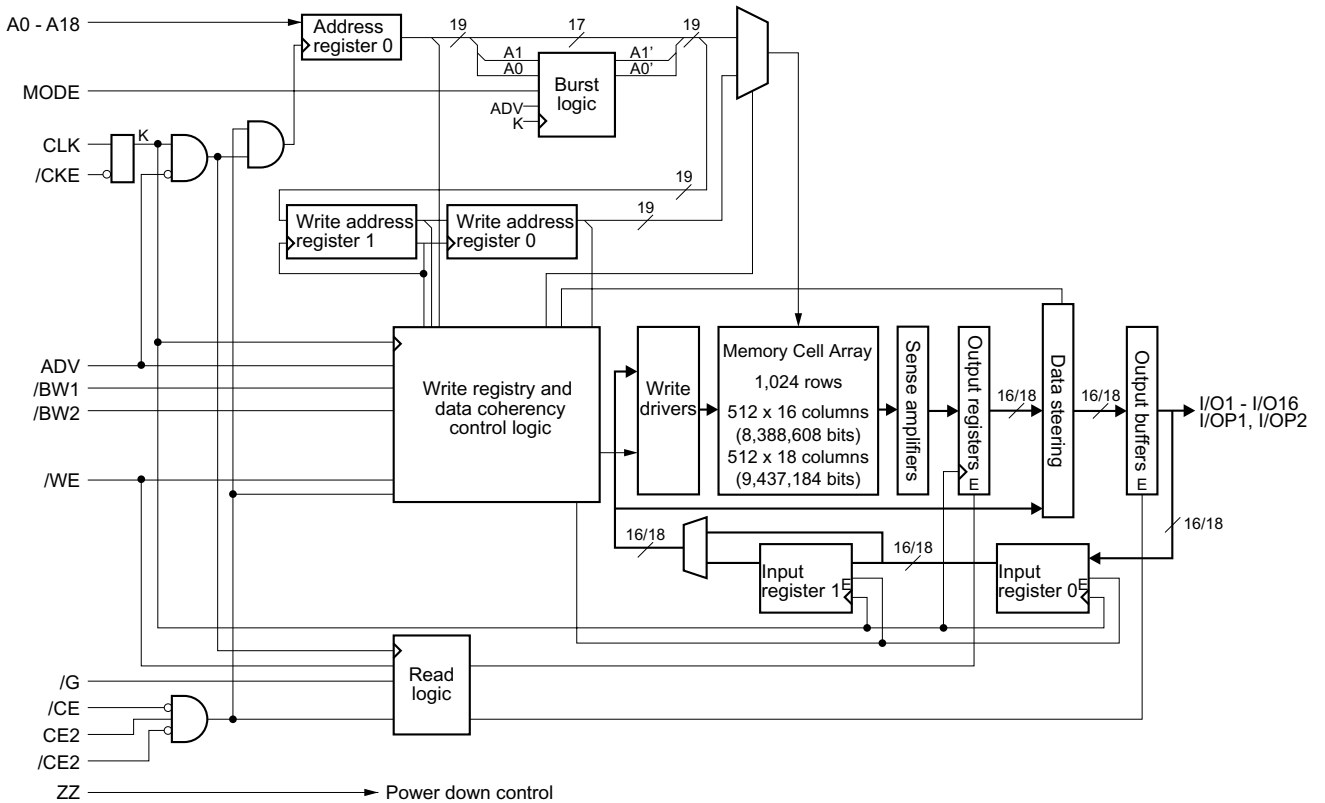 A0 - A18
Address
register 0
19
17
19
A1
A0
A1’
A0’
Burst
logic
MODE
ADV
K
CLK
K
/CKE
19
19
Write address
register 1
Write address
register 0
ADV
/BW1
/BW2
/WE
Write registry and
data coherency
control logic
Write
drivers
Memory Cell Array
1,024 rows
512 x 16 columns
(8,388,608 bits)
512 x 18 columns
(9,437,184 bits)
Sense amplifiers
Output registers
E
16/18
Data steering
16/18
Output buffers
E
I/O1 - I/O16
I/OP1, I/OP2
16/18
16/18
16/18
Input
register 1
E
Input
register 0
E
/G
/CE
CE2
/CE2
Read
logic
ZZ
Power down control